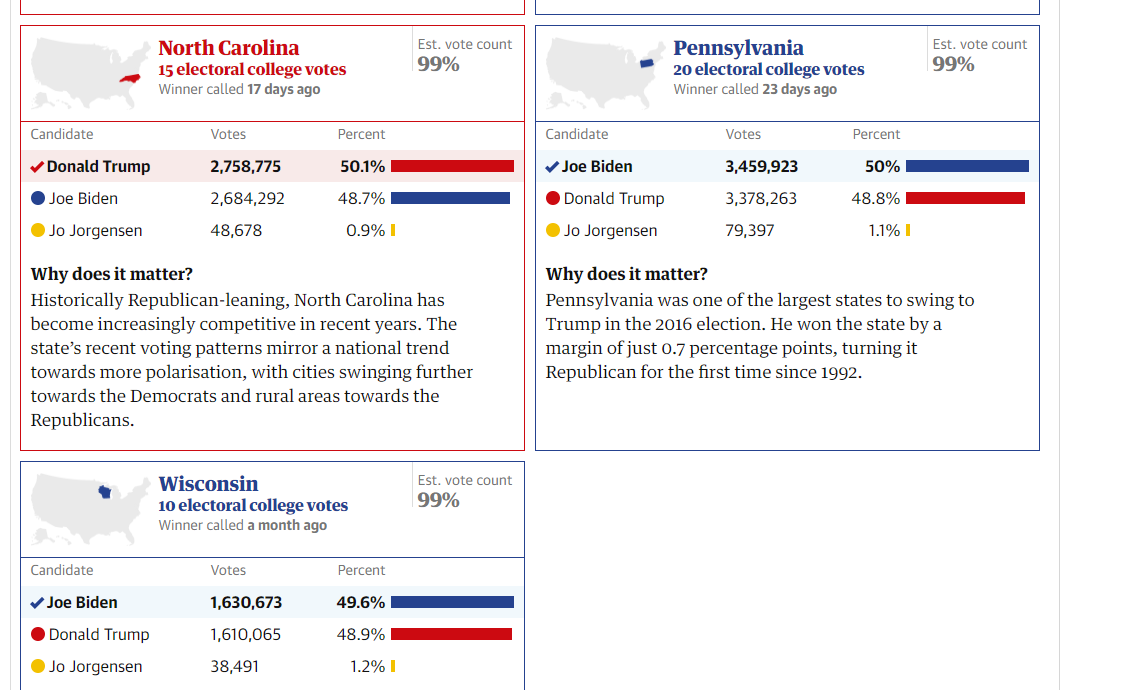 North Carolina
15 electoral college votes
Winner called 17 days ago
Est. vote count
99%
Candidate Votes Percent
Donald Trump 2,758,775 50.1%
Joe Biden 2,684,292 48.7%
Jo Jorgensen 48,678 0.9%
Why does it matter?
Historically Republican-leaning, North Carolina has
become increasingly competitive in recent years. The
state’s recent voting patterns mirror a national trend
towards more polarisation, with cities swinging further
towards the Democrats and rural areas towards the
Republicans.
Pennsylvania
20 electoral college votes
Winner called 23 days ago
Est. vote count
99%
Candidate Votes Percent
Joe Biden 3,459,923 50%
Donald Trump 3,378,263 48.8%
Jo Jorgensen 79,397 1.1%
Why does it matter?
Pennsylvania was one of the largest states to swing to
Trump in the 2016 election. He won the state by a
margin of just 0.7 percentage points, turning it
Republican for the first time since 1992.
Wisconsin
10 electoral college votes
Winner called a month ago
Est. vote count
99%
Candidate Votes Percent
Joe Biden 1,630,673 49.6%
Donald Trump 1,610,065 48.9%
Jo Jorgensen 38,491 1.2%